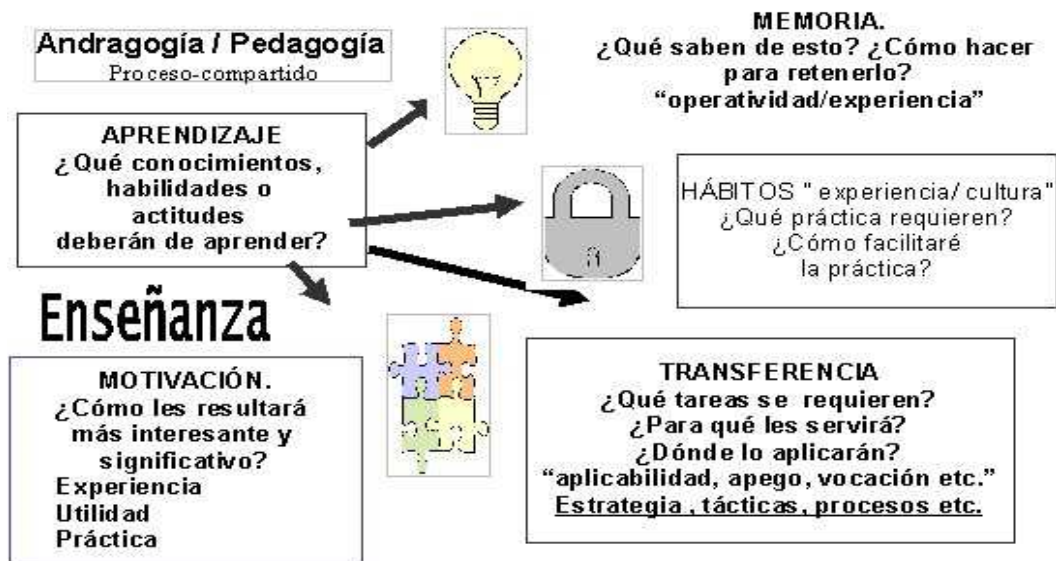 Andragogía / Pedagogía
Proceso-compartido
MEMORIA.
¿Qué saben de esto? ¿Cómo hacer
para retenerlo?
“operatividad/experiencia”
APRENDIZAJE
¿Qué conocimientos,
habilidades o
actitudes
deberán de aprender?
HÁBITOS " experiencia/ cultura"
¿Qué práctica requieren?
¿Cómo facilitaré
la práctica?
Enseñanza
MOTIVACIÓN.
¿Cómo les resultará
más interesante y
significativo?
Experiencia
Utilidad
Práctica
TRANSFERENCIA
¿Qué tareas se requieren?
¿Para qué les servirá?
¿Dónde lo aplicarán?
“aplicabilidad, apego, vocación etc.”
Estrategia , tácticas, procesos etc.